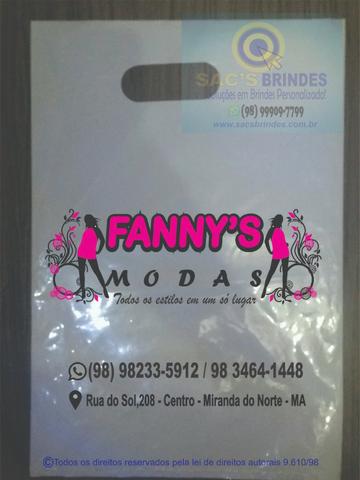 SAC'S BRINDES
Soluções em Brindes Personalizado!
(98) 99909-7799
www.sacsbrindes.com.br
FANNY'S
MODAS
Todos os estilos em um só lugar
(98) 98233-5912 / 98 3464-1448
Rua do Sol,208 - Centro - Miranda do Norte - MA
©Todos os direitos reservados pela lei de direitos autorais 9.610/98